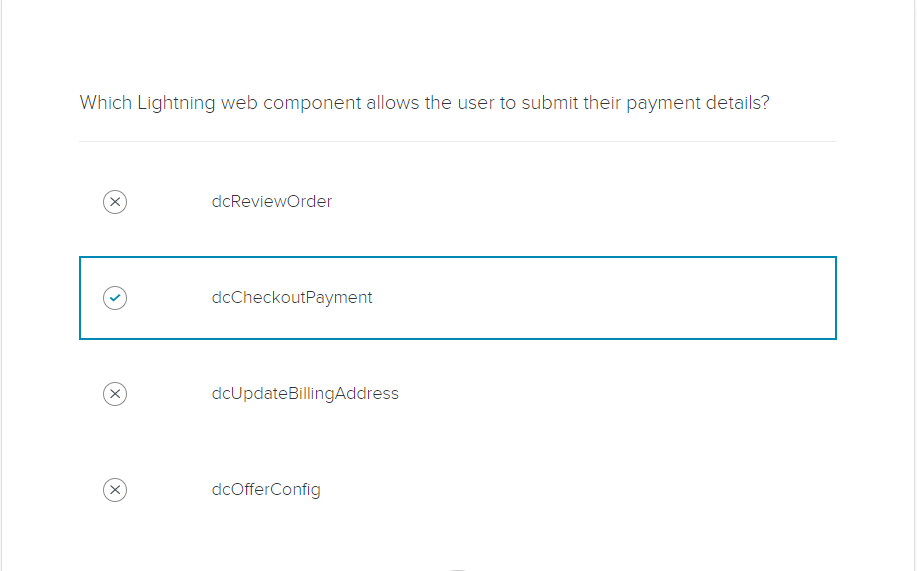 Which Lightning web component allows the user to submit their payment details?
dcReviewOrder
dcCheckoutPayment
dcUpdateBillingAddress
dcOfferConfig